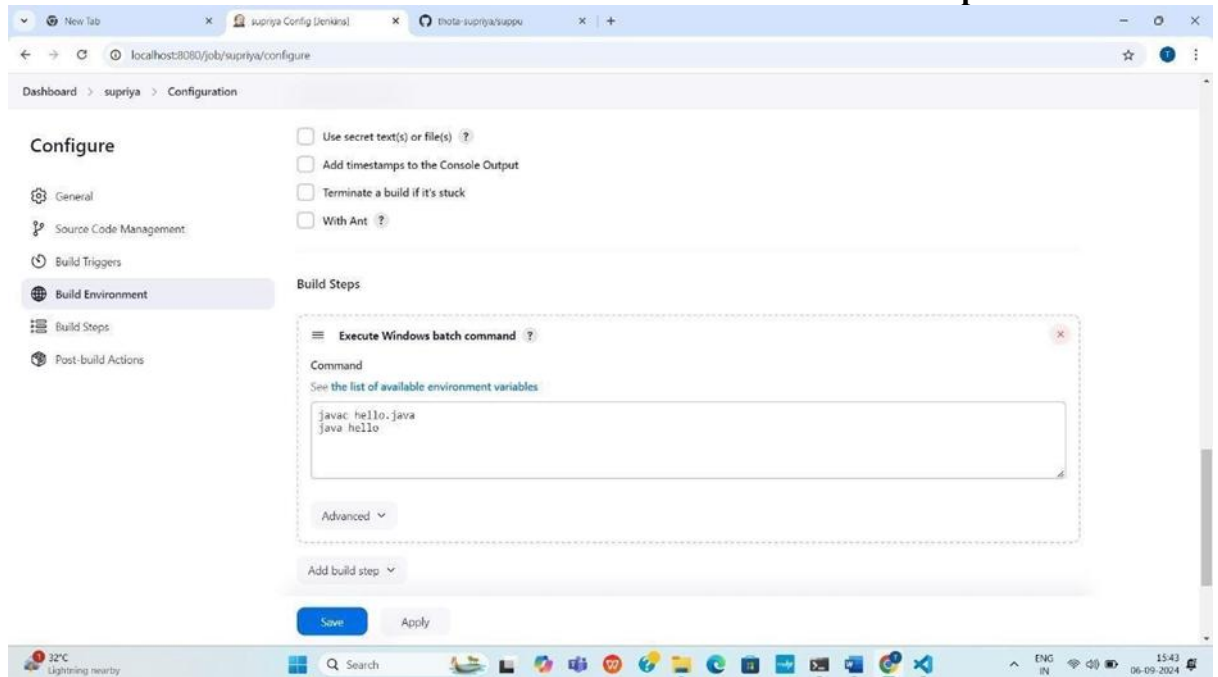 New Tab
supriya Config [Jenkins]
thota-supriya/suppu
localhost:8080/job/supriya/configure
T
Dashboard > supriya > Configuration
Configure
General
Source Code Management
Build Triggers
Build Environment
Build Steps
Post-build Actions
Use secret text(s) or file(s) ?
Add timestamps to the Console Output
Terminate a build if it's stuck
With Ant ?
Build Steps
Execute Windows batch command ?
Command
See the list of available environment variables
javac hello.java
java hello
Advanced
Add build step
Save
Apply
32°C
Lightning nearby
Search
ENG
IN
15:43
06-09-2024